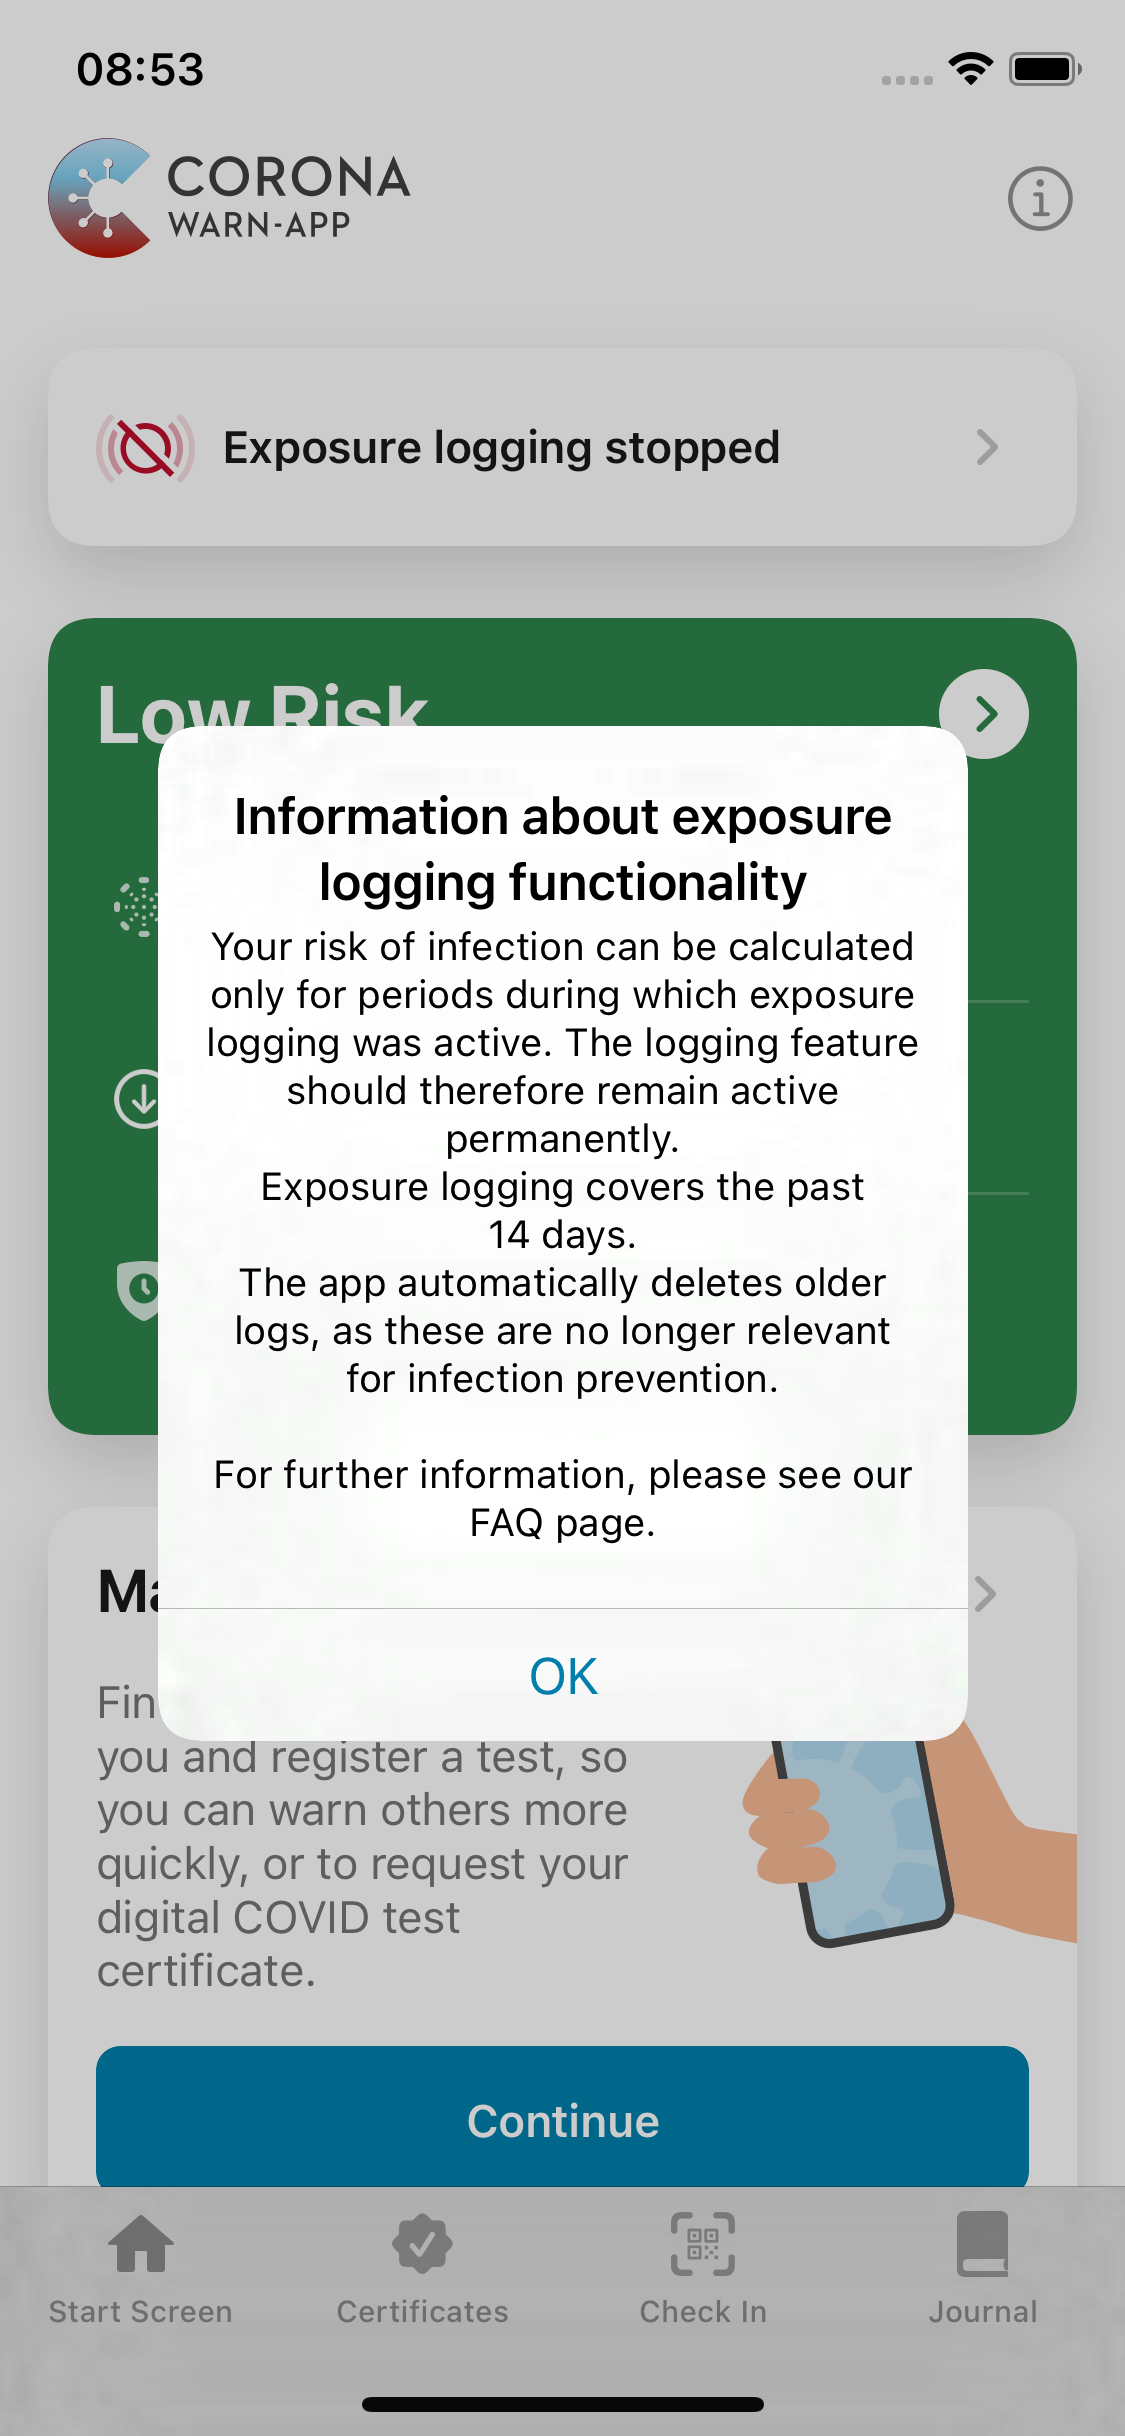 08:53
CORONA
WARN-APP
Exposure logging stopped
Low Risk
Information about exposure
logging functionality
Your risk of infection can be calculated
only for periods during which exposure
logging was active. The logging feature
should therefore remain active
permanently.
Exposure logging covers the past
14 days.
The app automatically deletes older
logs, as these are no longer relevant
for infection prevention.
For further information, please see our
FAQ page.
OK
you and register a test, so
you can warn others more
quickly, or to request your
digital COVID test
certificate.
Continue
Start Screen
Certificates
Check In
Journal